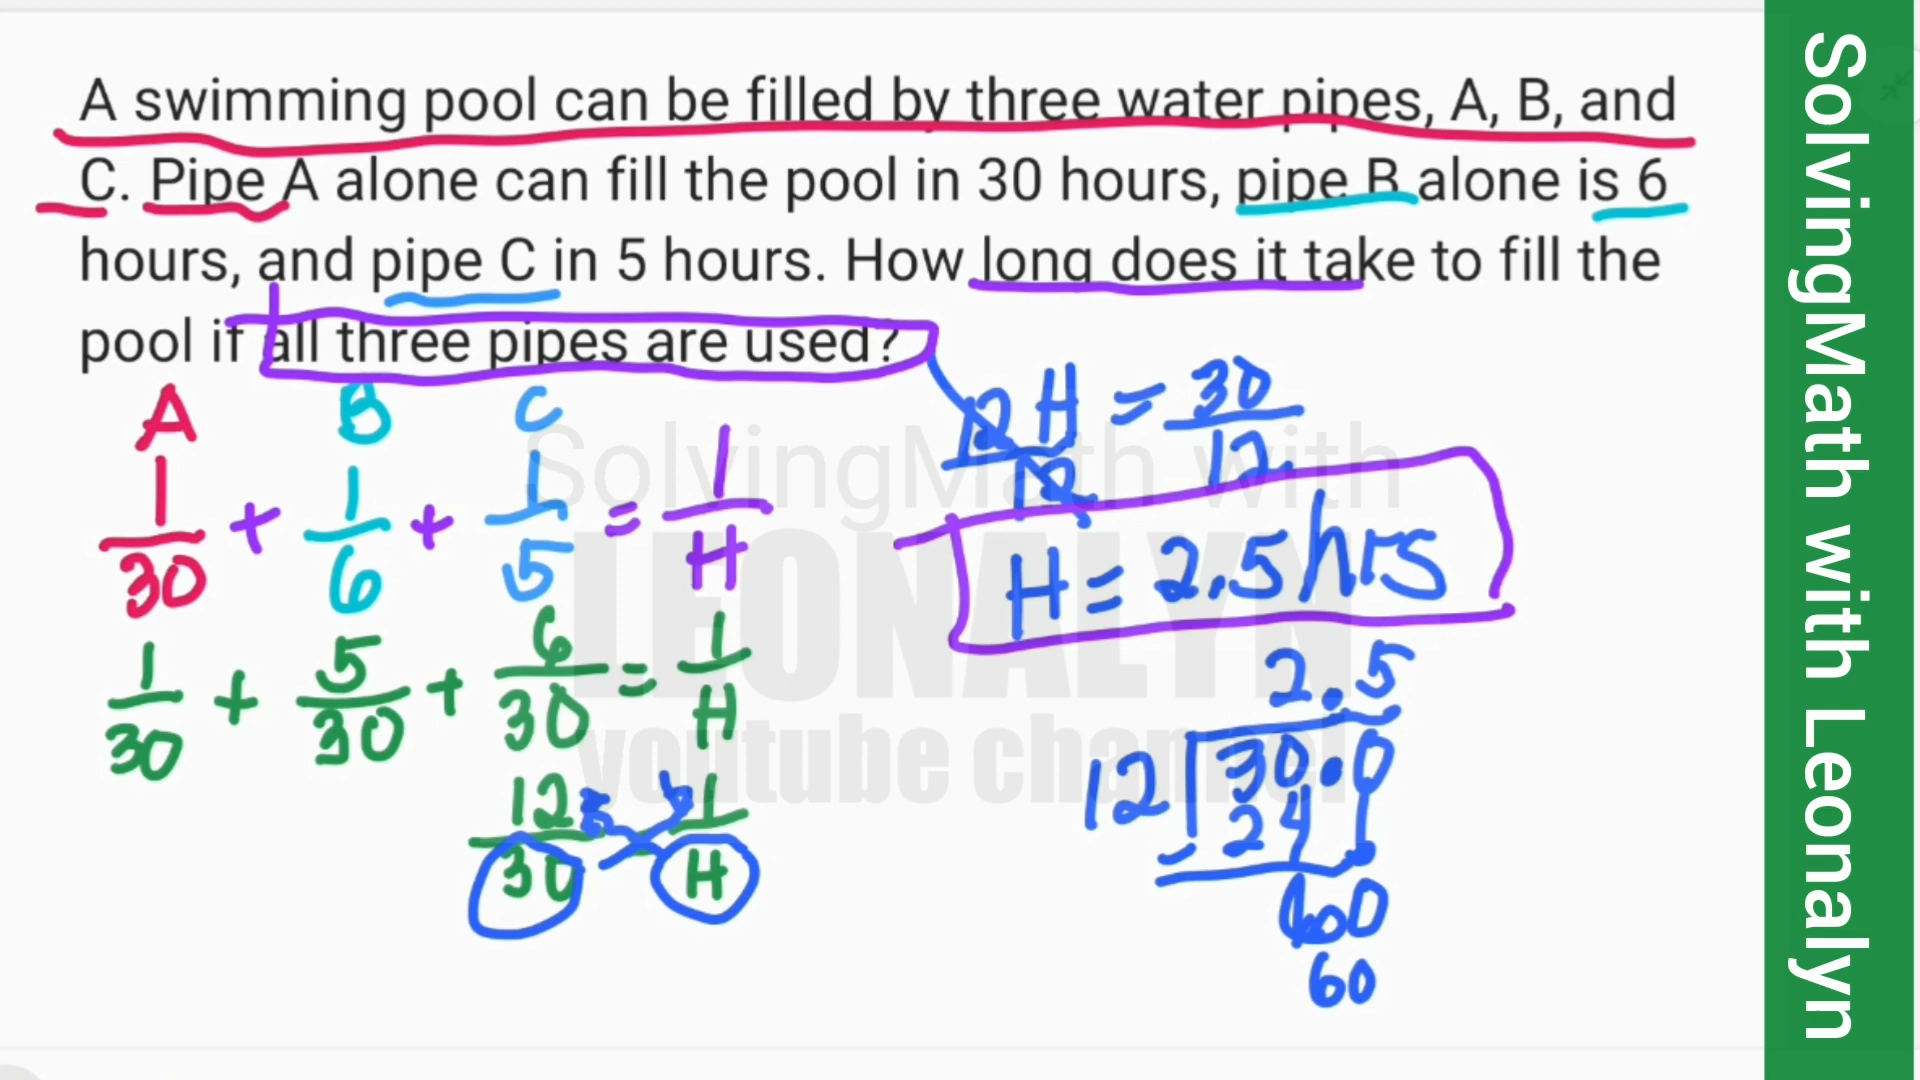 A swimming pool can be filled by three water pipes, A, B, and
C. Pipe A alone can fill the pool in 30 hours, pipe B alone is 6
hours, and pipe C in 5 hours. How long does it take to fill the
pool if all three pipes are used?
A B C
1/30 + 1/6 + 1/5 = 1/H
1/30 + 5/30 + 6/30 = 1/H
12/30 = 1/H
12H/12 = 30/12
H = 2.5 hrs
2.5
12 30.0
- 24
60
60
SolvingMath with
LEONALYN
youtube channel
SolvingMath with Leonalyn